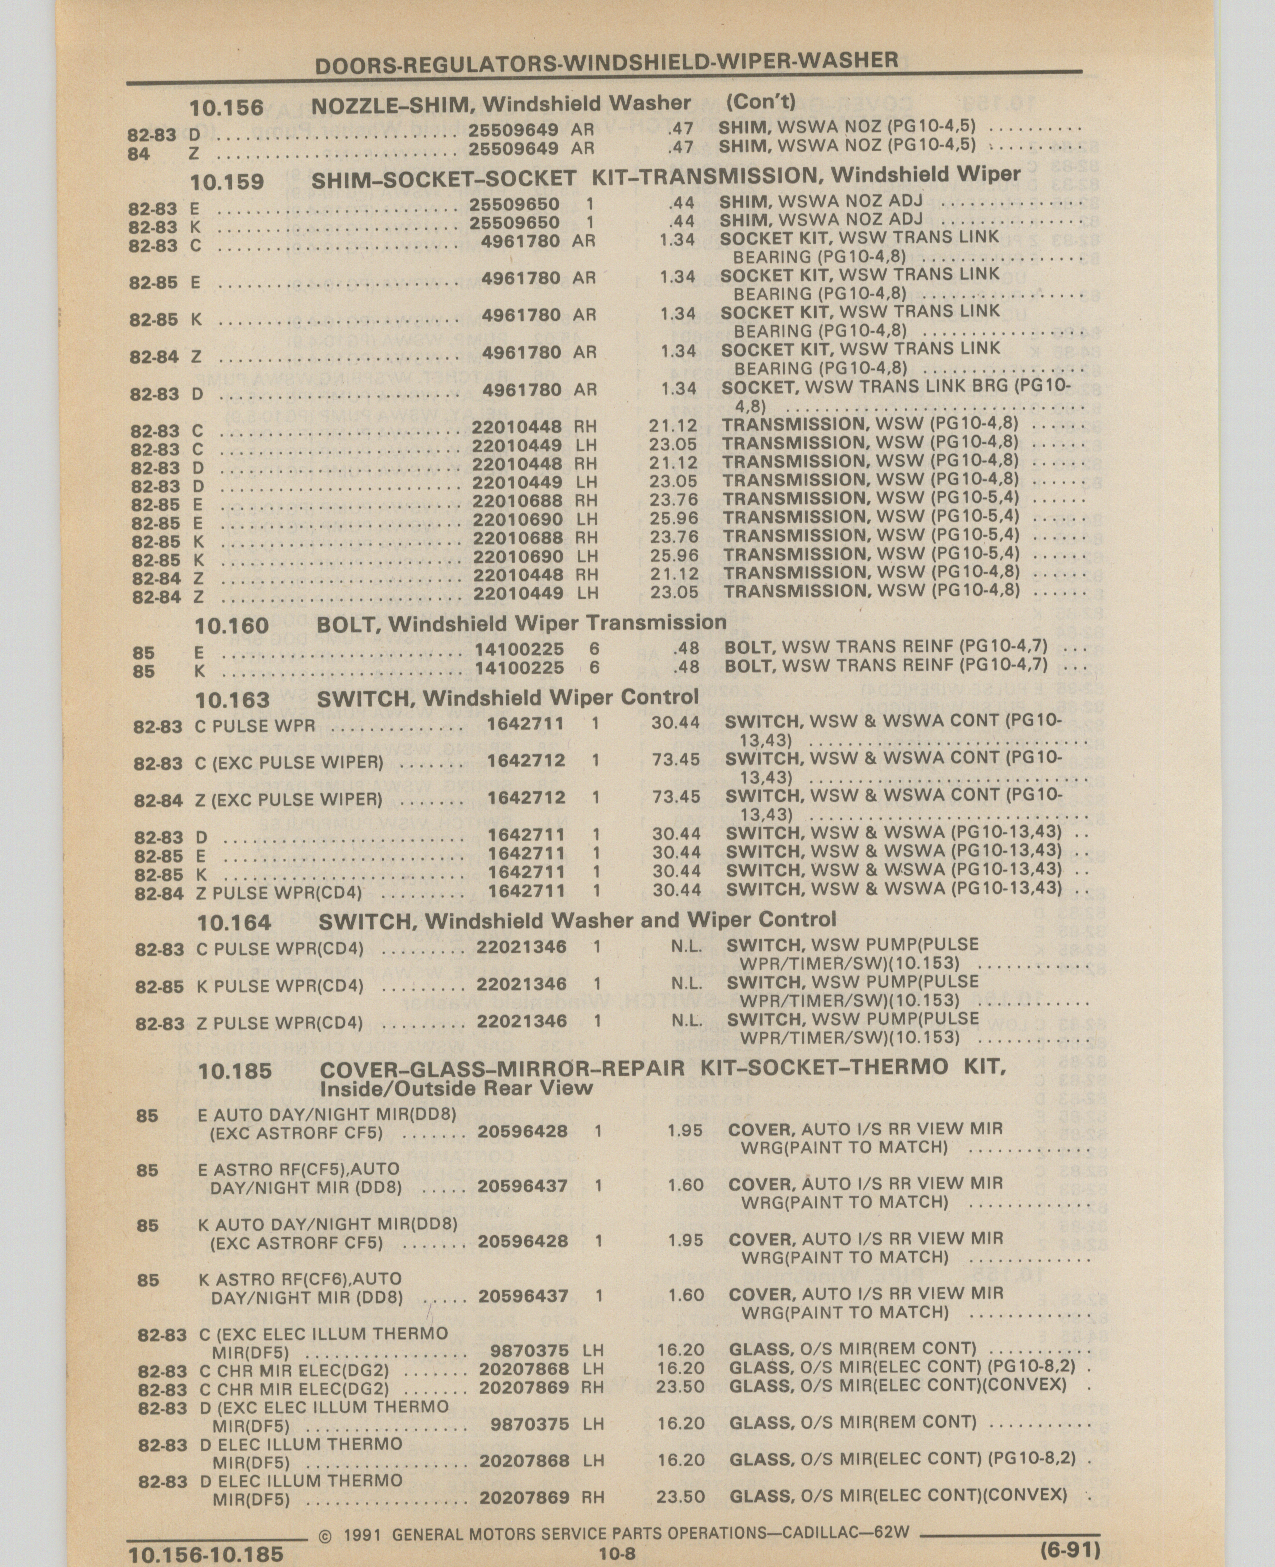 DOORS-REGULATORS-WINDSHIELD-WIPER-WASHER
10.156 NOZZLE–SHIM, Windshield Washer (Con't)
82-83 D .......................... 25509649 AR .47 SHIM, WSWA NOZ (PG10-4,5) ..........
84 Z .......................... 25509649 AR .47 SHIM, WSWA NOZ (PG10-4,5) ..........
10.159 SHIM–SOCKET–SOCKET KIT–TRANSMISSION, Windshield Wiper
82-83 E .......................... 25509650 1 .44 SHIM, WSWA NOZ ADJ ...............
82-83 K .......................... 25509650 1 .44 SHIM, WSWA NOZ ADJ ...............
82-83 C .......................... 4961780 AR 1.34 SOCKET KIT, WSW TRANS LINK
BEARING (PG10-4,8) .................
82-85 E .......................... 4961780 AR 1.34 SOCKET KIT, WSW TRANS LINK
BEARING (PG10-4,8) .................
82-85 K .......................... 4961780 AR 1.34 SOCKET KIT, WSW TRANS LINK
BEARING (PG10-4,8) .................
82-84 Z .......................... 4961780 AR 1.34 SOCKET KIT, WSW TRANS LINK
BEARING (PG10-4,8) .................
82-83 D .......................... 4961780 AR 1.34 SOCKET, WSW TRANS LINK BRG (PG10-
4,8) ...............................
82-83 C .......................... 22010448 RH 21.12 TRANSMISSION, WSW (PG10-4,8) ......
82-83 C .......................... 22010449 LH 23.05 TRANSMISSION, WSW (PG10-4,8) ......
82-83 D .......................... 22010448 RH 21.12 TRANSMISSION, WSW (PG10-4,8) ......
82-83 D .......................... 22010449 LH 23.05 TRANSMISSION, WSW (PG10-4,8) ......
82-85 E .......................... 22010688 RH 23.76 TRANSMISSION, WSW (PG10-5,4) ......
82-85 E .......................... 22010690 LH 25.96 TRANSMISSION, WSW (PG10-5,4) ......
82-85 K .......................... 22010688 RH 23.76 TRANSMISSION, WSW (PG10-5,4) ......
82-85 K .......................... 22010690 LH 25.96 TRANSMISSION, WSW (PG10-5,4) ......
82-84 Z .......................... 22010448 RH 21.12 TRANSMISSION, WSW (PG10-4,8) ......
82-84 Z .......................... 22010449 LH 23.05 TRANSMISSION, WSW (PG10-4,8) ......
10.160 BOLT, Windshield Wiper Transmission
85 E .......................... 14100225 6 .48 BOLT, WSW TRANS REINF (PG10-4,7) ...
85 K .......................... 14100225 6 .48 BOLT, WSW TRANS REINF (PG10-4,7) ...
10.163 SWITCH, Windshield Wiper Control
82-83 C PULSE WPR .............. 1642711 1 30.44 SWITCH, WSW & WSWA CONT (PG10-
13,43) ..............................
82-83 C (EXC PULSE WIPER) ....... 1642712 1 73.45 SWITCH, WSW & WSWA CONT (PG10-
13,43) ..............................
82-84 Z (EXC PULSE WIPER) ....... 1642712 1 73.45 SWITCH, WSW & WSWA CONT (PG10-
13,43) ..............................
82-83 D .......................... 1642711 1 30.44 SWITCH, WSW & WSWA (PG10-13,43) ..
82-85 E .......................... 1642711 1 30.44 SWITCH, WSW & WSWA (PG10-13,43) ..
82-85 K .......................... 1642711 1 30.44 SWITCH, WSW & WSWA (PG10-13,43) ..
82-84 Z PULSE WPR(CD4) ......... 1642711 1 30.44 SWITCH, WSW & WSWA (PG10-13,43) ..
10.164 SWITCH, Windshield Washer and Wiper Control
82-83 C PULSE WPR(CD4) ......... 22021346 1 N.L. SWITCH, WSW PUMP(PULSE
WPR/TIMER/SW)(10.153) ............
82-85 K PULSE WPR(CD4) ......... 22021346 1 N.L. SWITCH, WSW PUMP(PULSE
WPR/TIMER/SW)(10.153) ............
82-83 Z PULSE WPR(CD4) ......... 22021346 1 N.L. SWITCH, WSW PUMP(PULSE
WPR/TIMER/SW)(10.153) ............
10.185 COVER–GLASS–MIRROR–REPAIR KIT–SOCKET–THERMO KIT,
Inside/Outside Rear View
85 E AUTO DAY/NIGHT MIR(DD8)
(EXC ASTRORF CF5) ....... 20596428 1 1.95 COVER, AUTO I/S RR VIEW MIR
WRG(PAINT TO MATCH) .............
85 E ASTRO RF(CF5),AUTO
DAY/NIGHT MIR (DD8) ..... 20596437 1 1.60 COVER, AUTO I/S RR VIEW MIR
WRG(PAINT TO MATCH) .............
85 K AUTO DAY/NIGHT MIR(DD8)
(EXC ASTRORF CF5) ....... 20596428 1 1.95 COVER, AUTO I/S RR VIEW MIR
WRG(PAINT TO MATCH) .............
85 K ASTRO RF(CF6),AUTO
DAY/NIGHT MIR (DD8) ..... 20596437 1 1.60 COVER, AUTO I/S RR VIEW MIR
WRG(PAINT TO MATCH) .............
82-83 C (EXC ELEC ILLUM THERMO
MIR(DF5) ................. 9870375 LH 16.20 GLASS, O/S MIR(REM CONT) ...........
82-83 C CHR MIR ELEC(DG2) ....... 20207868 LH 16.20 GLASS, O/S MIR(ELEC CONT) (PG10-8,2) .
82-83 C CHR MIR ELEC(DG2) ....... 20207869 RH 23.50 GLASS, O/S MIR(ELEC CONT)(CONVEX) .
82-83 D (EXC ELEC ILLUM THERMO
MIR(DF5) ................. 9870375 LH 16.20 GLASS, O/S MIR(REM CONT) ...........
82-83 D ELEC ILLUM THERMO
MIR(DF5) ................. 20207868 LH 16.20 GLASS, O/S MIR(ELEC CONT) (PG10-8,2) .
82-83 D ELEC ILLUM THERMO
MIR(DF5) ................. 20207869 RH 23.50 GLASS, O/S MIR(ELEC CONT)(CONVEX) .
© 1991 GENERAL MOTORS SERVICE PARTS OPERATIONS—CADILLAC—62W
10.156-10.185 10-8 (6-91)